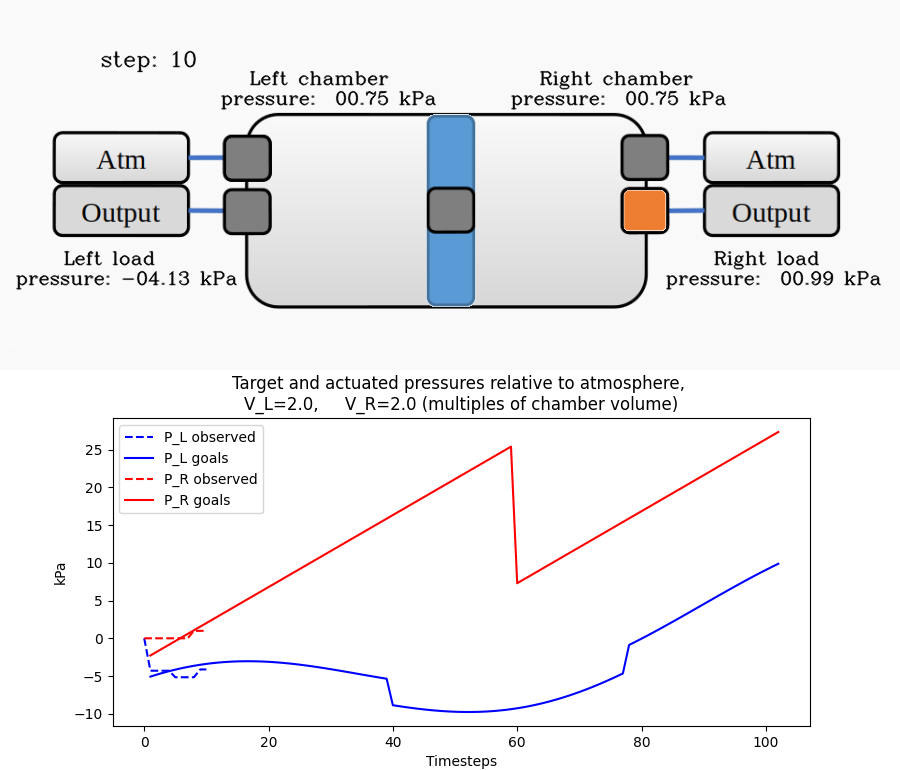 step: 10
Left chamber
pressure: 00.75 kPa
Right chamber
pressure: 00.75 kPa
Atm
Output
Atm
Output
Left load
pressure: -04.13 kPa
Right load
pressure: 00.99 kPa
Target and actuated pressures relative to atmosphere,
V_L=2.0, V_R=2.0 (multiples of chamber volume)
P_L observed
P_L goals
P_R observed
P_R goals
25
20
15
10
5
0
−5
−10
kPa
0 20 40 60 80 100
Timesteps